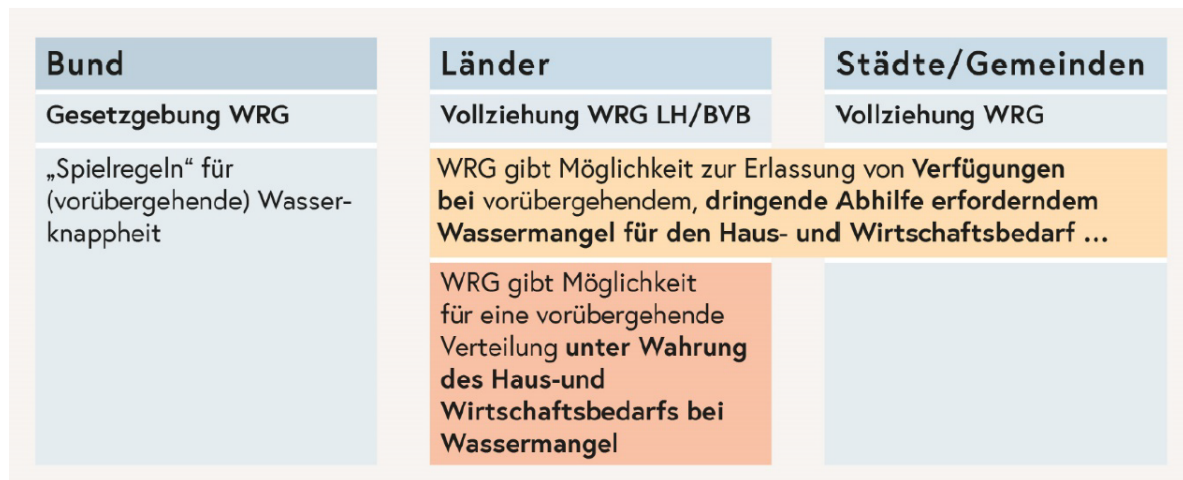 Bund
Gesetzgebung WRG
„Spielregeln“ für
(vorübergehende) Wasser-
knappheit
Länder
Vollziehung WRG LH/BVB
Städte/Gemeinden
Vollziehung WRG
WRG gibt Möglichkeit zur Erlassung von Verfügungen
bei vorübergehendem, dringende Abhilfe erforderndem
Wassermangel für den Haus- und Wirtschaftsbedarf ...
WRG gibt Möglichkeit
für eine vorübergehende
Verteilung unter Wahrung
des Haus-und
Wirtschaftsbedarfs bei
Wassermangel